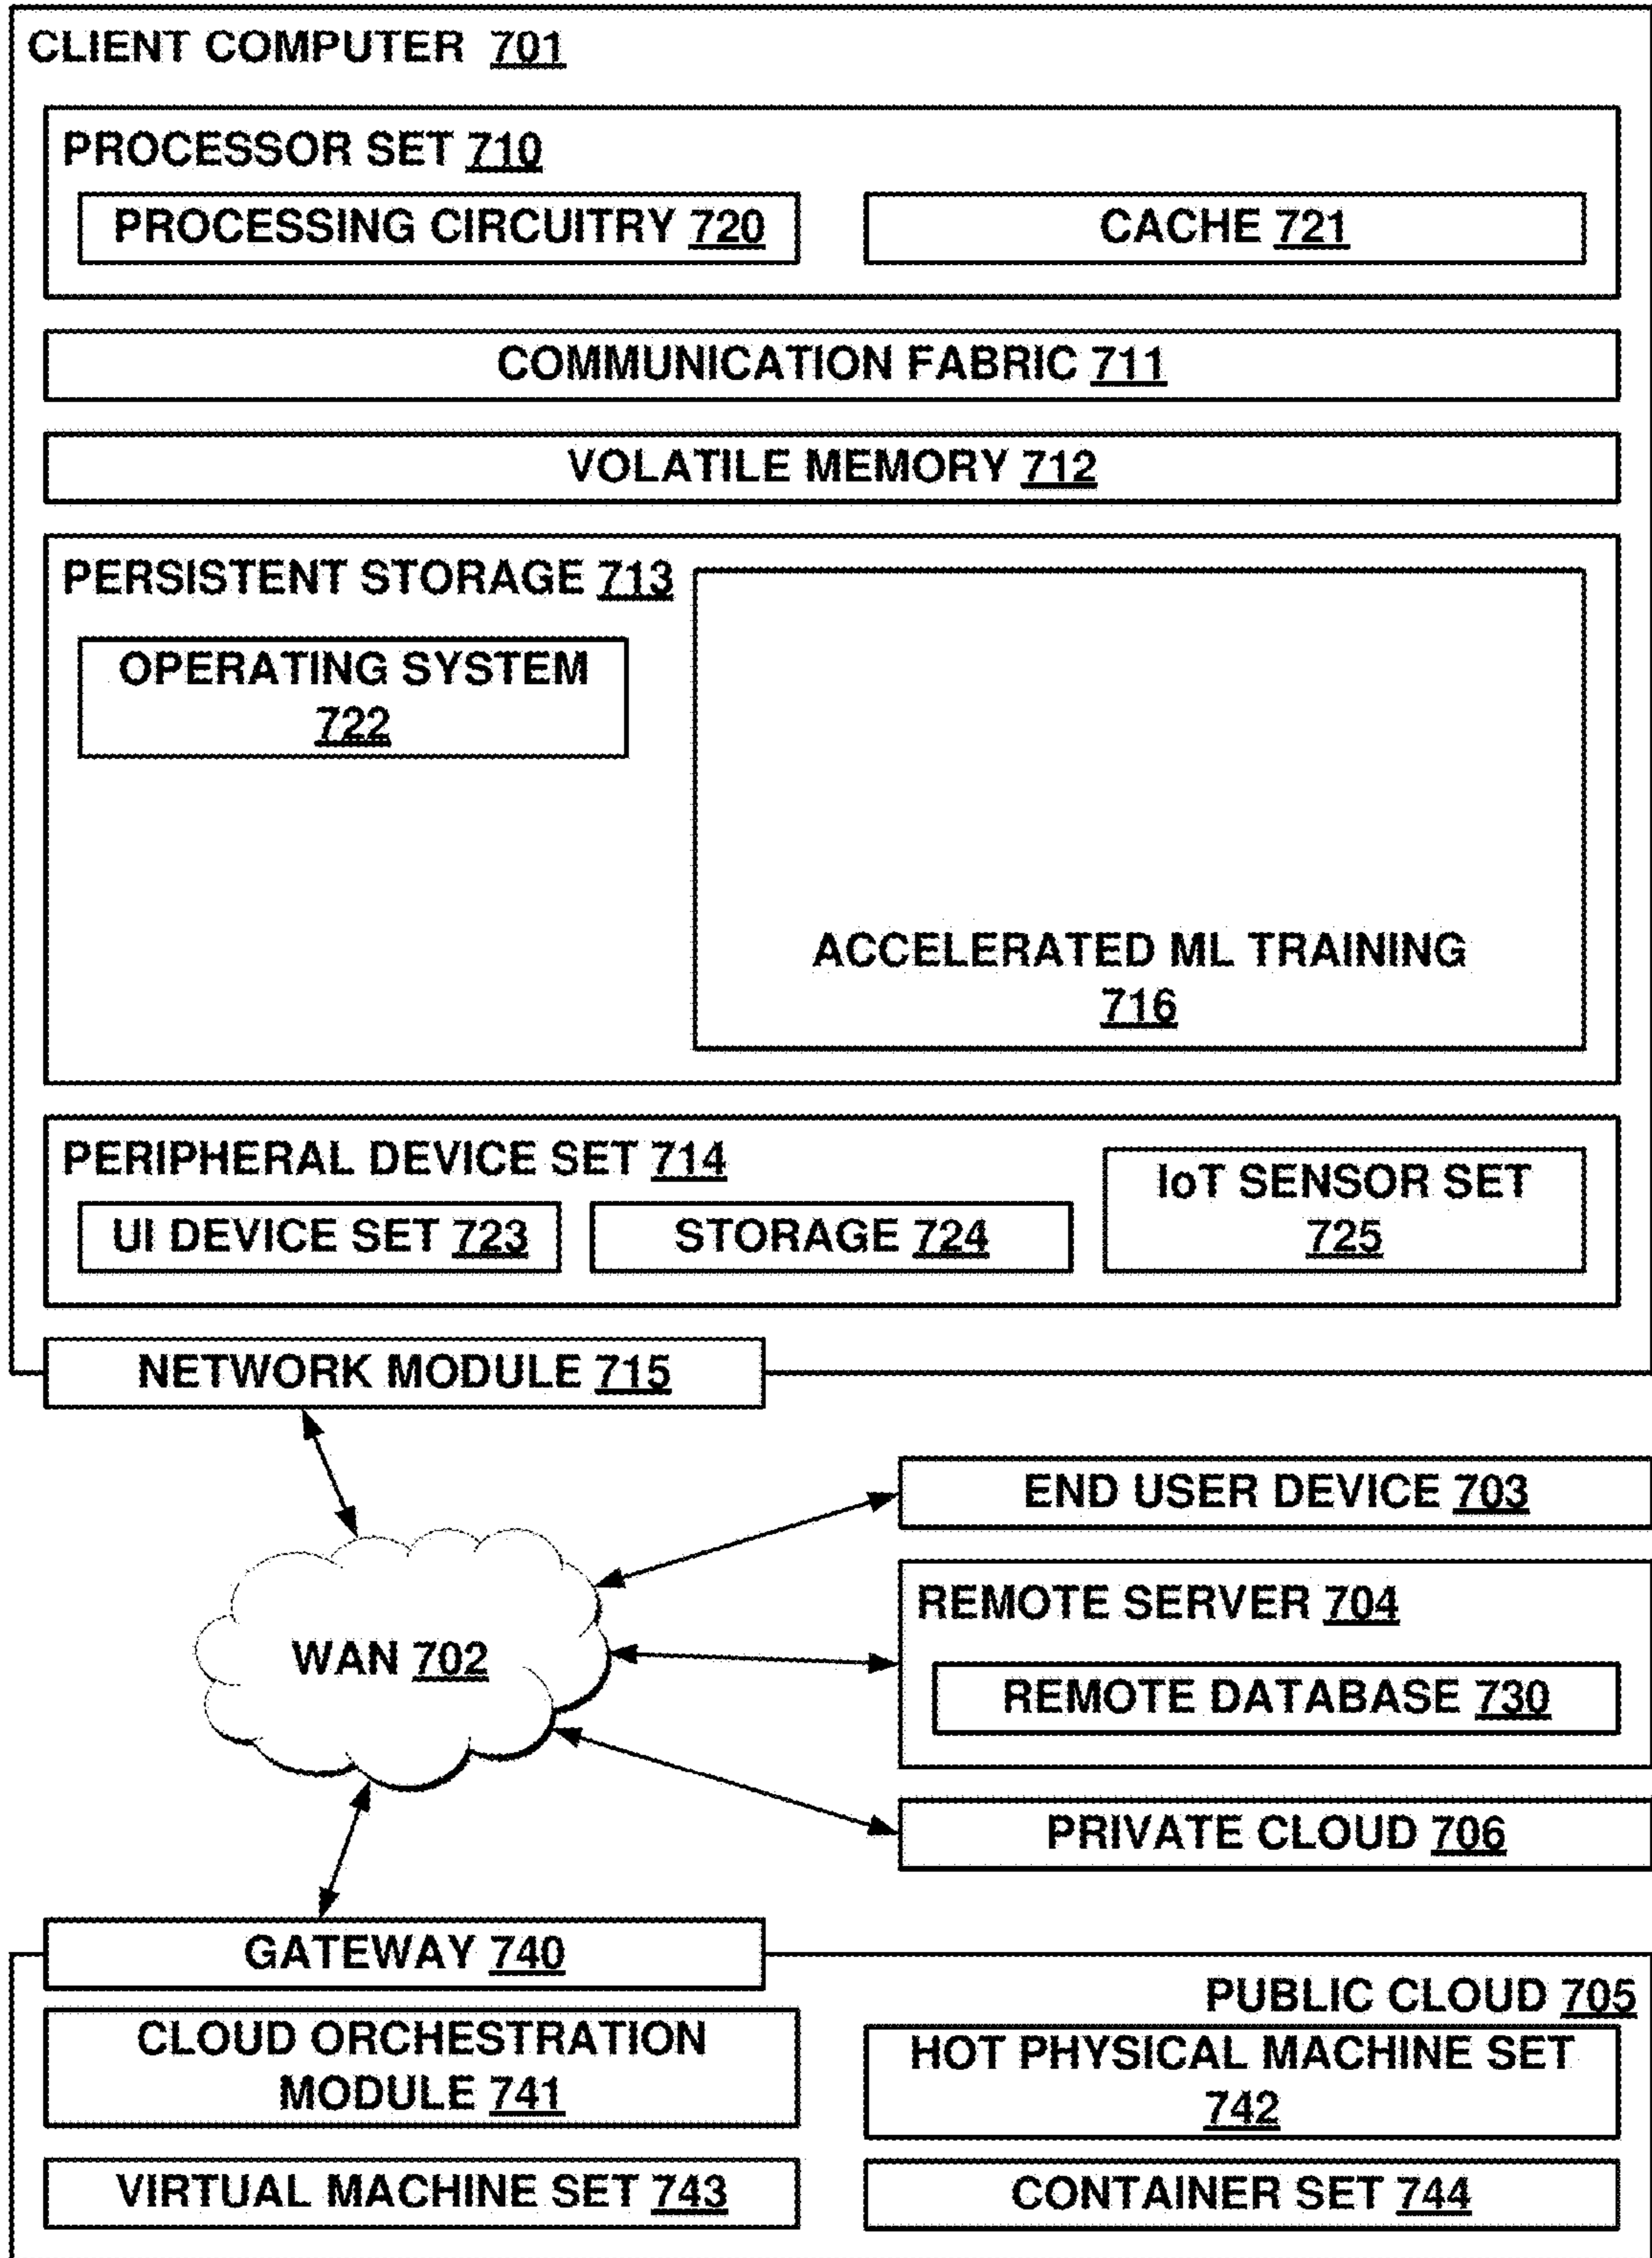 CLIENT COMPUTER 701
PROCESSOR SET 710
PROCESSING CIRCUITRY 720
CACHE 721
COMMUNICATION FABRIC 711
VOLATILE MEMORY 712
PERSISTENT STORAGE 713
OPERATING SYSTEM
722
ACCELERATED ML TRAINING
716
PERIPHERAL DEVICE SET 714
UI DEVICE SET 723
STORAGE 724
IoT SENSOR SET
725
NETWORK MODULE 715
END USER DEVICE 703
REMOTE SERVER 704
WAN 702
REMOTE DATABASE 730
PRIVATE CLOUD 706
GATEWAY 740
PUBLIC CLOUD 705
CLOUD ORCHESTRATION
MODULE 741
HOT PHYSICAL MACHINE SET
742
VIRTUAL MACHINE SET 743
CONTAINER SET 744